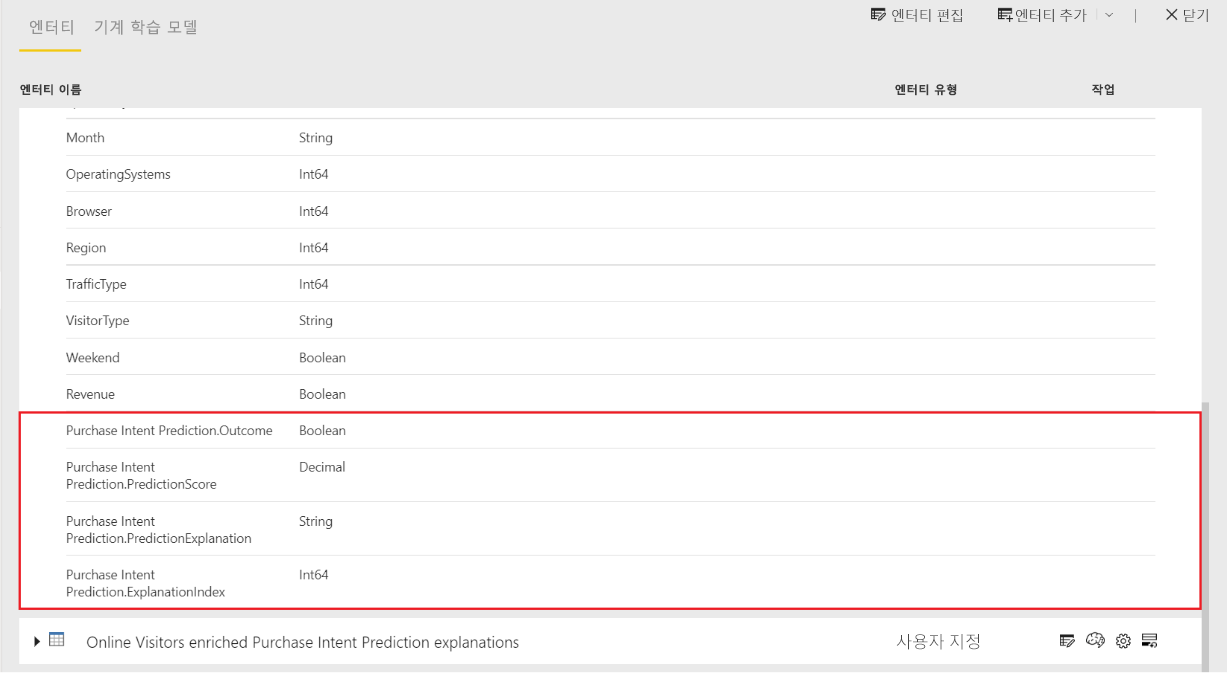 엔터티 기계 학습 모델 엔터티 편집 엔터티 추가 닫기
엔터티 이름 엔터티 유형 작업
Month String
OperatingSystems Int64
Browser Int64
Region Int64
TrafficType Int64
VisitorType String
Weekend Boolean
Revenue Boolean
Purchase Intent Prediction.Outcome Boolean
Purchase Intent Decimal
Prediction.PredictionScore
Purchase Intent String
Prediction.PredictionExplanation
Purchase Intent Int64
Prediction.ExplanationIndex
Online Visitors enriched Purchase Intent Prediction explanations 사용자 지정